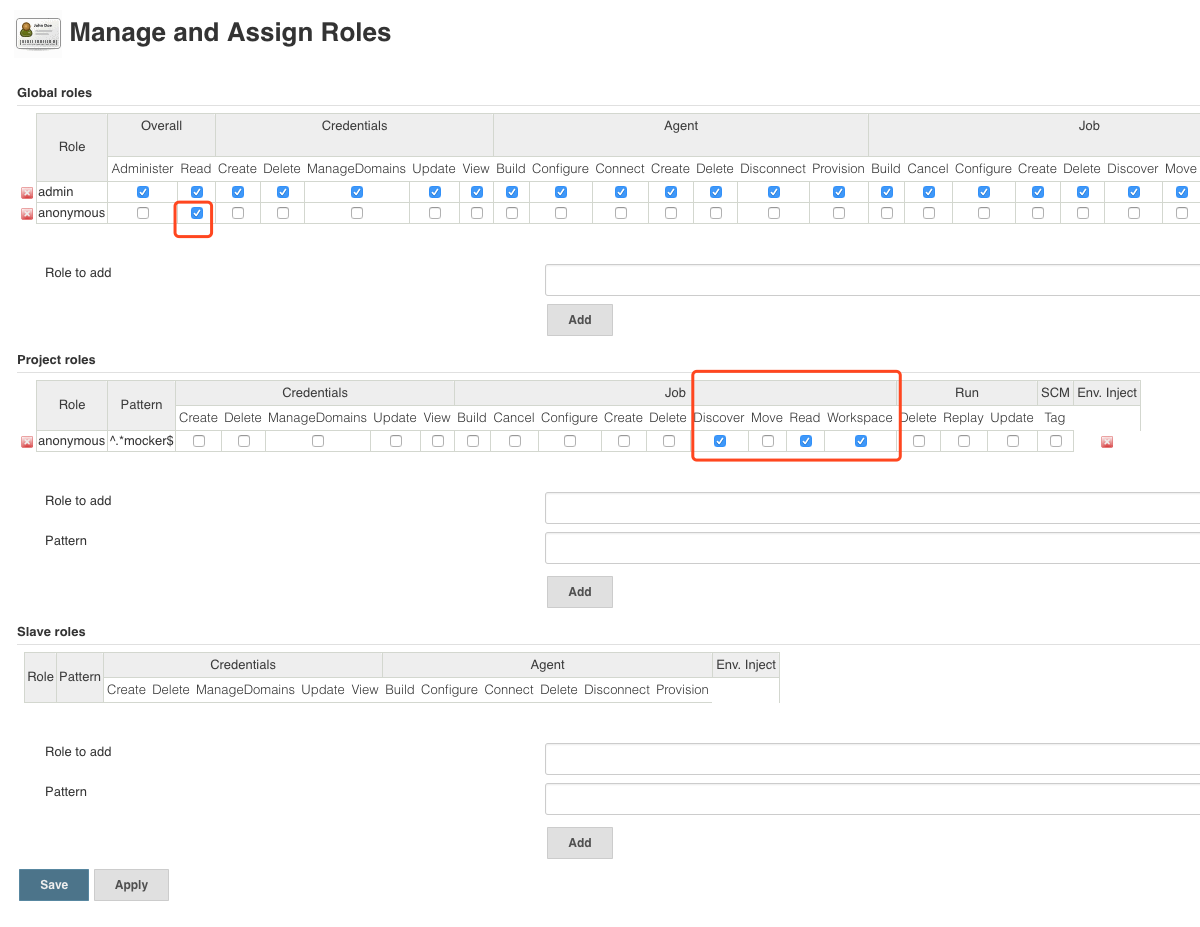 Manage and Assign Roles
Global roles
Role Overall Credentials Agent Job
Administer Read Create Delete ManageDomains Update View Build Configure Connect Create Delete Disconnect Provision Build Cancel Configure Create Delete Discover Move
admin
anonymous
Role to add
Add
Project roles
Role Pattern Credentials Job Run SCM Env. Inject
Create Delete ManageDomains Update View Build Cancel Configure Create Delete Discover Move Read Workspace Delete Replay Update Tag
anonymous ^.*mocker$
Role to add
Pattern
Add
Slave roles
Role Pattern Credentials Agent Env. Inject
Create Delete ManageDomains Update View Build Configure Connect Delete Disconnect Provision
Role to add
Pattern
Add
Save Apply